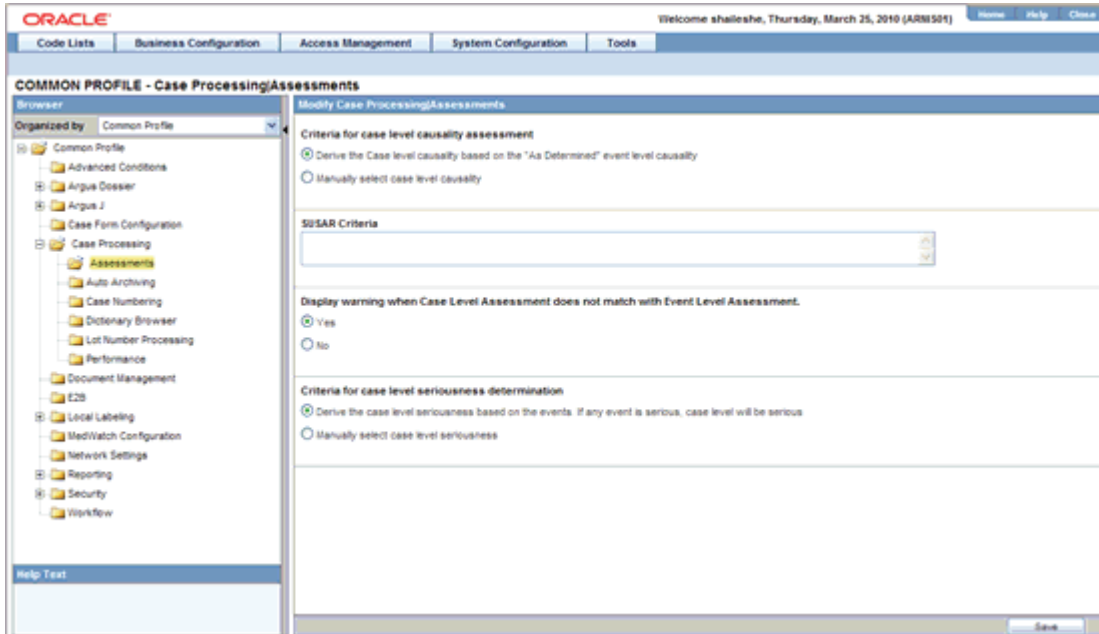 ORACLE
Welcome shaileshe, Thursday, March 25, 2010 (ARMIS01)
Home Help Close
Code Lists Business Configuration Access Management System Configuration Tools
COMMON PROFILE - Case Processing|Assessments
Browser
Organized by Common Profile
Common Profile
Advanced Conditions
Argus Dossier
Argus J
Case Form Configuration
Case Processing
Assessments
Auto Archiving
Case Numbering
Dictionary Browser
Lot Number Processing
Performance
Document Management
E2B
Local Labeling
MedWatch Configuration
Network Settings
Reporting
Security
Workflow
Help Text
Modify Case Processing|Assessments
Criteria for case level causality assessment
Derive the Case level causality based on the "As Determined" event level causality
Manually select case level causality
SUSAR Criteria
Display warning when Case Level Assessment does not match with Event Level Assessment.
Yes
No
Criteria for case level seriousness determination
Derive the case level seriousness based on the events. If any event is serious, case level will be serious
Manually select case level seriousness
Save